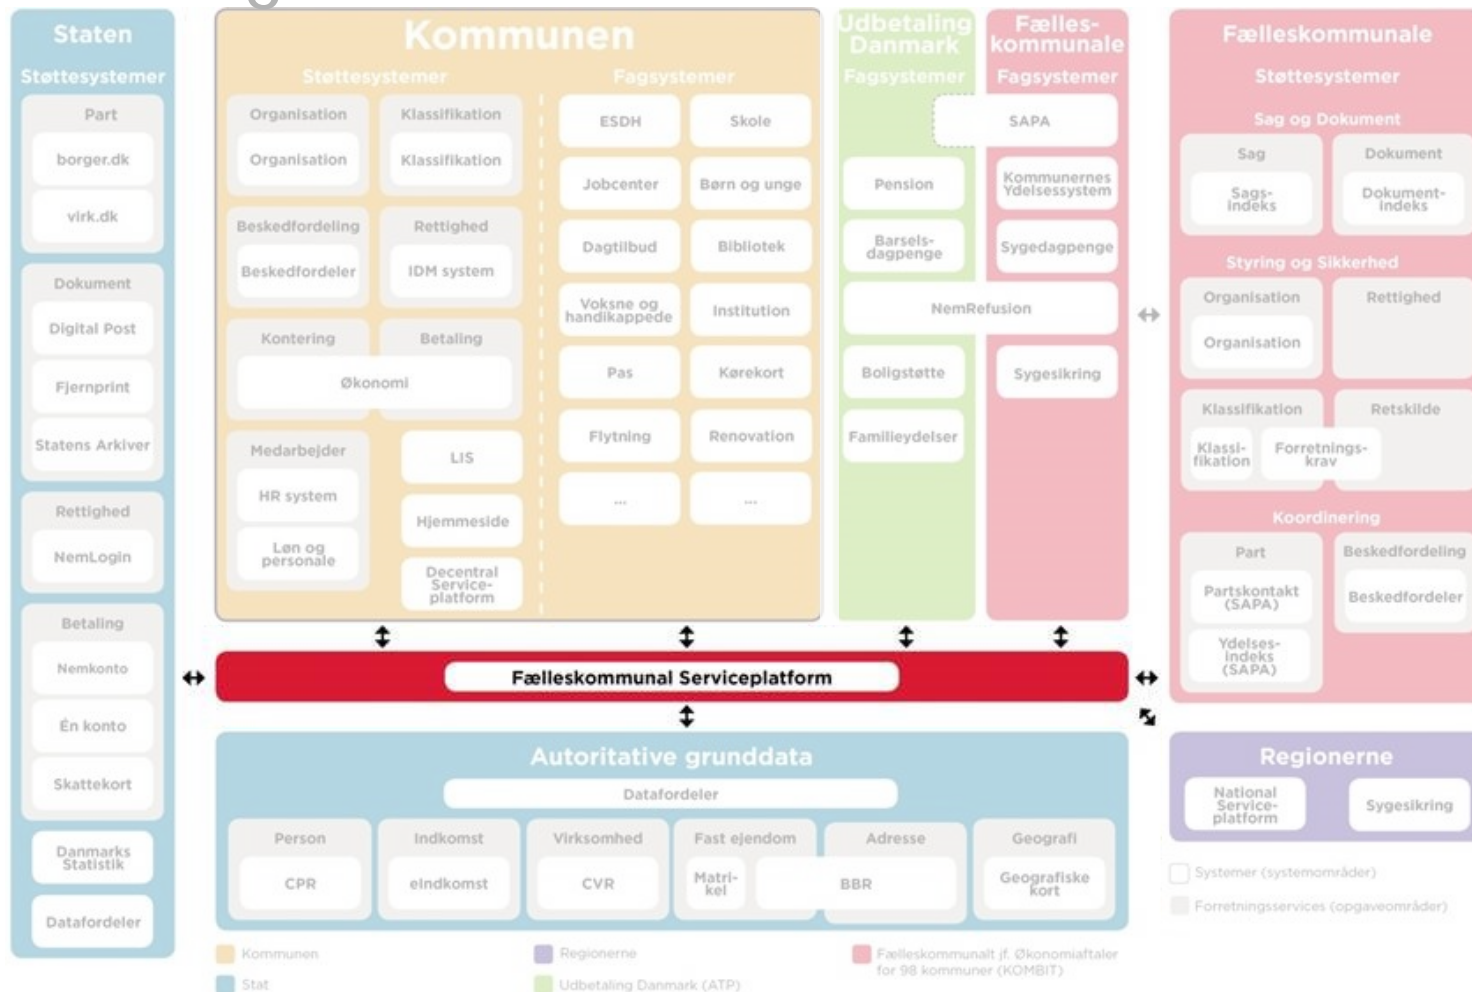 Staten
Støttesystemer
Part
borger.dk
virk.dk
Dokument
Digital Post
Fjernprint
Statens Arkiver
Rettighed
NemLogin
Betaling
Nemkonto
Én konto
Skattekort
Danmarks
Statistik
Datafordeler
Kommunen
Støttesystemer
Organisation
Organisation
Klassifikation
Klassifikation
Beskedfordeling
Beskedfordeler
Rettighed
IDM system
Kontering
Betaling
Økonomi
Medarbejder
HR system
Løn og
personale
LIS
Hjemmeside
Decentral
Service-
platform
Fagsystemer
ESDH
Skole
Jobcenter
Børn og unge
Dagtilbud
Bibliotek
Voksne og
handikappede
Institution
Pas
Kørekort
Flytning
Renovation
...
...
Udbetaling
Danmark
Fagsystemer
Pension
Barsels-
dagpenge
Boligstøtte
Familieydelser
Fælles-
kommunale
Fagsystemer
SAPA
Kommunernes
Ydelsessystem
Sygedagpenge
NemRefusion
Sygesikring
Fælleskommunale
Støttesystemer
Sag og Dokument
Sag
Sags-
indeks
Dokument
Dokument-
indeks
Styring og Sikkerhed
Organisation
Organisation
Rettighed
Klassifikation
Klassi-
fikation
Retskilde
Forretnings-
krav
Koordinering
Part
Partskontakt
(SAPA)
Ydelses-
indeks
(SAPA)
Beskedfordeling
Beskedfordeler
Fælleskommunal Serviceplatform
Autoritative grunddata
Datafordeler
Person
CPR
Indkomst
eIndkomst
Virksomhed
CVR
Fast ejendom
Matri-
kel
Adresse
BBR
Geografi
Geografiske
kort
Regionerne
National
Service-
platform
Sygesikring
Systemer (systemområder)
Forretningsservices (opgaveområder)
Kommunen
Stat
Regionerne
Udbetaling Danmark (ATP)
Fælleskommunalt jf. Økonomiaftaler
for 98 kommuner (KOMBIT)